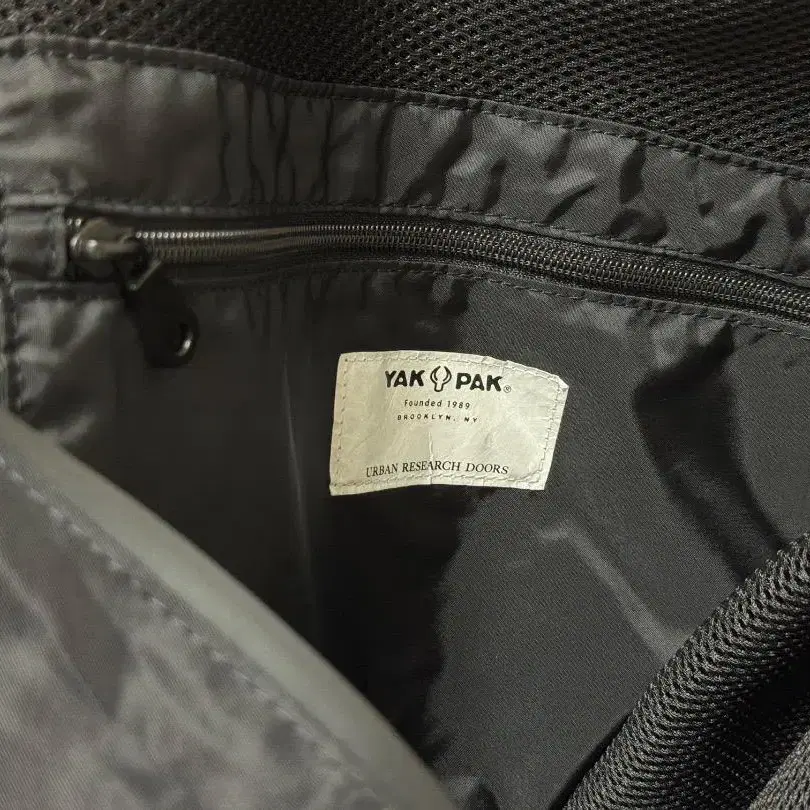 YAK PAK®
Founded 1989
BROOKLYN, NY
URBAN RESEARCH DOORS